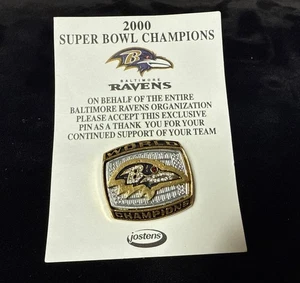 2000
SUPER BOWL CHAMPIONS
B
BALTIMORE
RAVENS
ON BEHALF OF THE ENTIRE
BALTIMORE RAVENS ORGANIZATION
PLEASE ACCEPT THIS EXCLUSIVE
PIN AS A THANK YOU FOR YOUR
CONTINUED SUPPORT OF YOUR TEAM
WORLD
B
CHAMPIONS
jostens